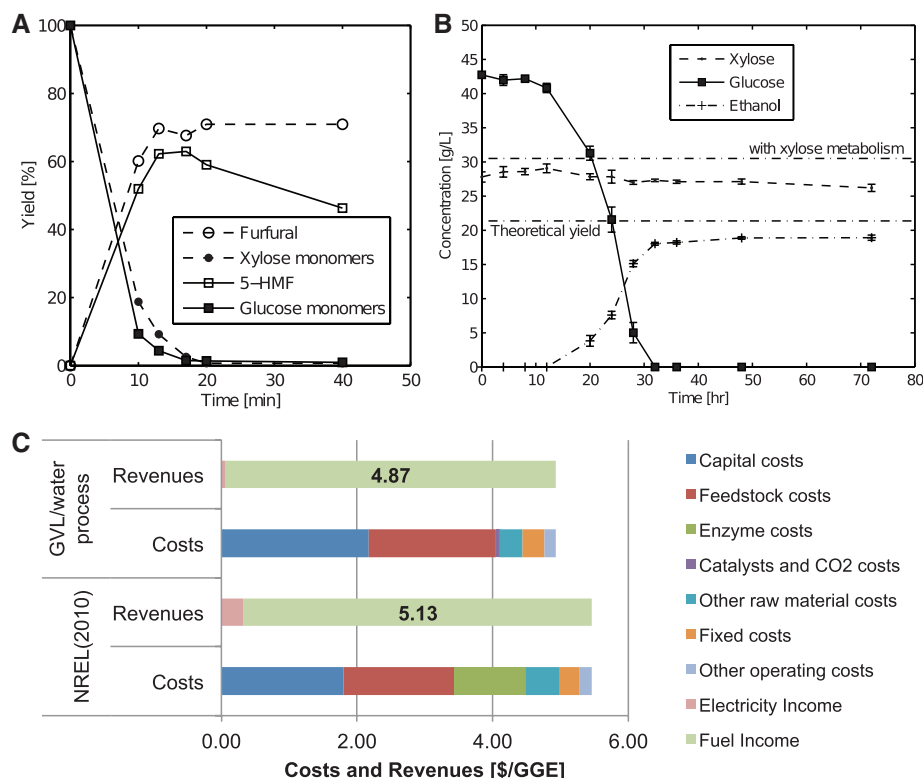 A
100
80
60
40
20
0
Yield [%]
Furfural
Xylose monomers
5−HMF
Glucose monomers
0 10 20 30 40 50
Time [min]
B
50
45
40
35
30
25
20
15
10
5
0
Concentration [g/L]
Xylose
Glucose
Ethanol
with xylose metabolism
Theoretical yield
0 10 20 30 40 50 60 70 80
Time [hr]
C
GVL/water
process
Revenues
4.87
Costs
NREL(2010)
Revenues
5.13
Costs
0.00 2.00 4.00 6.00
Costs and Revenues [$/GGE]
Capital costs
Feedstock costs
Enzyme costs
Catalysts and CO2 costs
Other raw material costs
Fixed costs
Other operating costs
Electricity Income
Fuel Income